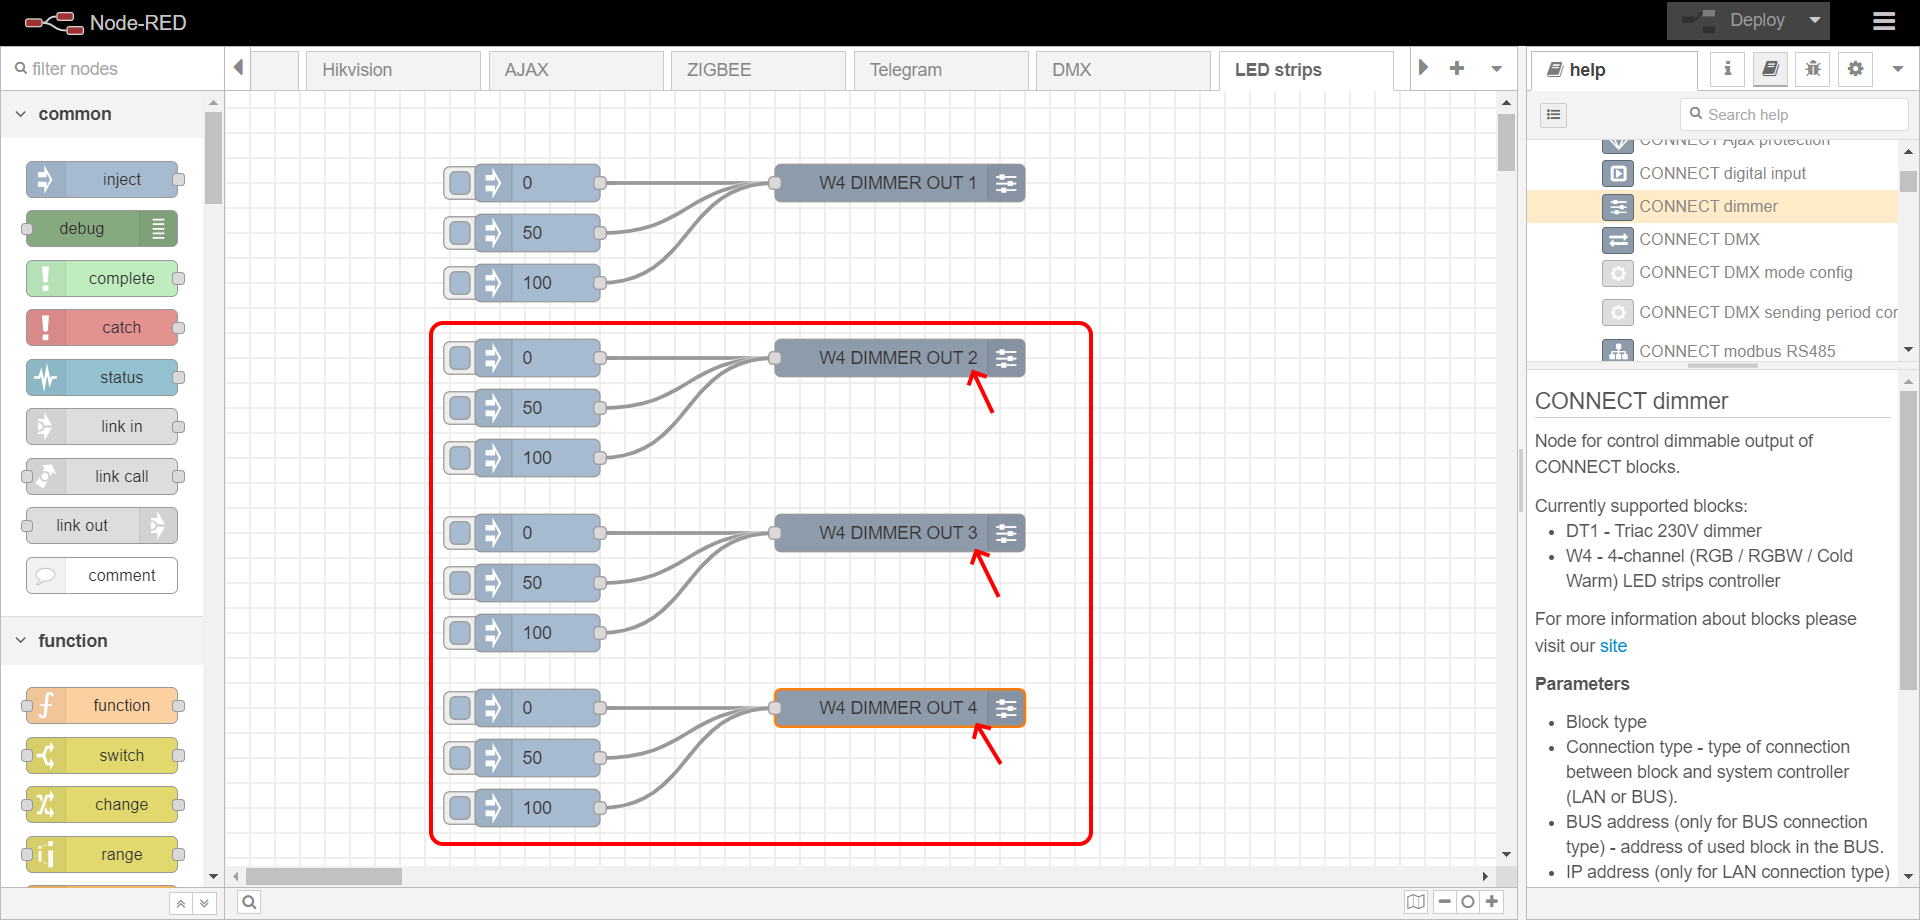 Node-RED
Deploy
filter nodes
Hikvision
AJAX
ZIGBEE
Telegram
DMX
LED strips
help
i
Search help
common
inject
debug
complete
catch
status
link in
link call
link out
comment
function
function
switch
change
range
0
50
100
W4 DIMMER OUT 1
0
50
100
W4 DIMMER OUT 2
0
50
100
W4 DIMMER OUT 3
0
50
100
W4 DIMMER OUT 4
CONNECT Ajax protection
CONNECT digital input
CONNECT dimmer
CONNECT DMX
CONNECT DMX mode config
CONNECT DMX sending period cor
CONNECT modbus RS485
CONNECT dimmer
Node for control dimmable output of
CONNECT blocks.
Currently supported blocks:
• DT1 - Triac 230V dimmer
• W4 - 4-channel (RGB / RGBW / Cold
Warm) LED strips controller
For more information about blocks please
visit our site
Parameters
• Block type
• Connection type - type of connection
between block and system controller
(LAN or BUS).
• BUS address (only for BUS connection
type) - address of used block in the BUS.
• IP address (only for LAN connection type)